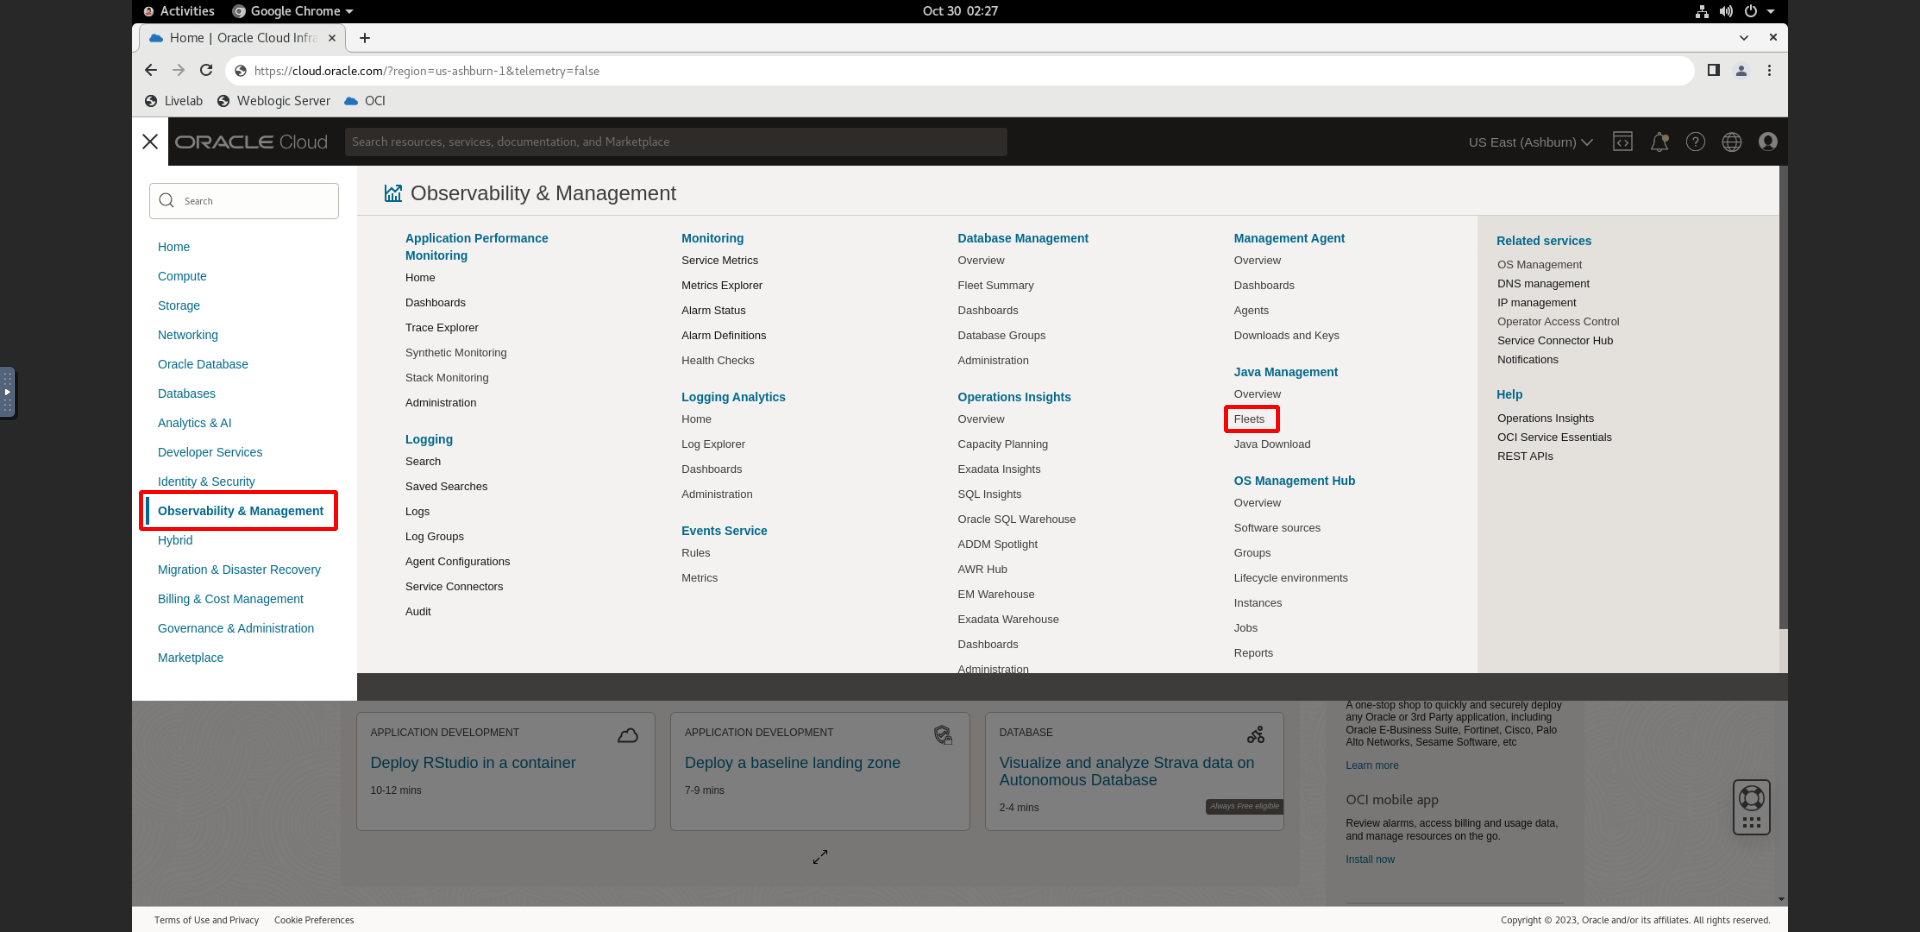 Activities
Google Chrome
Oct 30 02:27
Home | Oracle Cloud Infra
https://cloud.oracle.com/?region=us-ashburn-1&telemetry=false
Livelab
Weblogic Server
OCI
ORACLE Cloud
Search resources, services, documentation, and Marketplace
US East (Ashburn)
Search
Home
Compute
Storage
Networking
Oracle Database
Databases
Analytics & AI
Developer Services
Identity & Security
Observability & Management
Hybrid
Migration & Disaster Recovery
Billing & Cost Management
Governance & Administration
Marketplace
Observability & Management
Application Performance
Monitoring
Home
Dashboards
Trace Explorer
Synthetic Monitoring
Stack Monitoring
Administration
Logging
Search
Saved Searches
Logs
Log Groups
Agent Configurations
Service Connectors
Audit
Monitoring
Service Metrics
Metrics Explorer
Alarm Status
Alarm Definitions
Health Checks
Logging Analytics
Home
Log Explorer
Dashboards
Administration
Events Service
Rules
Metrics
Database Management
Overview
Fleet Summary
Dashboards
Database Groups
Administration
Operations Insights
Overview
Capacity Planning
Exadata Insights
SQL Insights
Oracle SQL Warehouse
ADDM Spotlight
AWR Hub
EM Warehouse
Exadata Warehouse
Dashboards
Administration
Management Agent
Overview
Dashboards
Agents
Downloads and Keys
Java Management
Overview
Fleets
Java Download
OS Management Hub
Overview
Software sources
Groups
Lifecycle environments
Instances
Jobs
Reports
Related services
OS Management
DNS management
IP management
Operator Access Control
Service Connector Hub
Notifications
Help
Operations Insights
OCI Service Essentials
REST APIs
APPLICATION DEVELOPMENT
Deploy RStudio in a container
10-12 mins
APPLICATION DEVELOPMENT
Deploy a baseline landing zone
7-9 mins
DATABASE
Visualize and analyze Strava data on
Autonomous Database
2-4 mins
Always Free eligible
A one-stop shop to quickly and securely deploy
any Oracle or 3rd Party application, including
Oracle E-Business Suite, Fortinet, Cisco, Palo
Alto Networks, Sesame Software, etc
Learn more
OCI mobile app
Review alarms, access billing and usage data,
and manage resources on the go.
Install now
Terms of Use and Privacy
Cookie Preferences
Copyright © 2023, Oracle and/or its affiliates. All rights reserved.